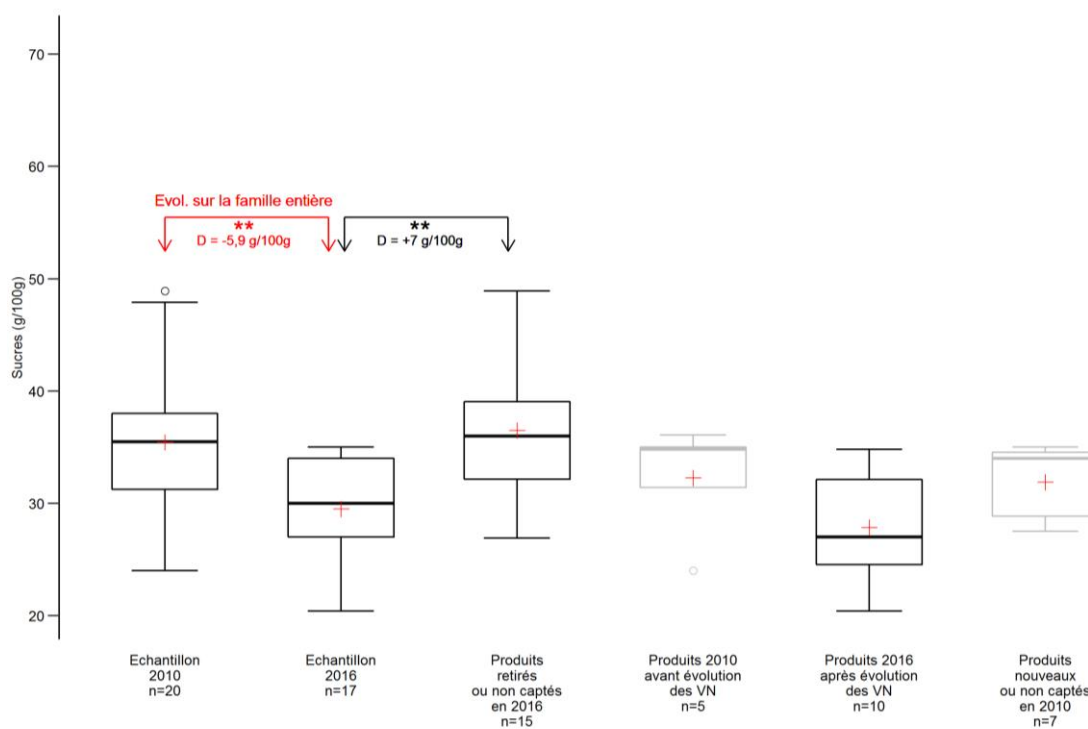 70
60
50
40
30
20
Sucres (g/100g)
Evol. sur la famille entière
**
D = -5,9 g/100g
**
D = +7 g/100g
Echantillon
2010
n=20
Echantillon
2016
n=17
Produits
retirés
ou non captés
en 2016
n=15
Produits 2010
avant évolution
des VN
n=5
Produits 2016
après évolution
des VN
n=10
Produits
nouveaux
ou non captés
en 2010
n=7